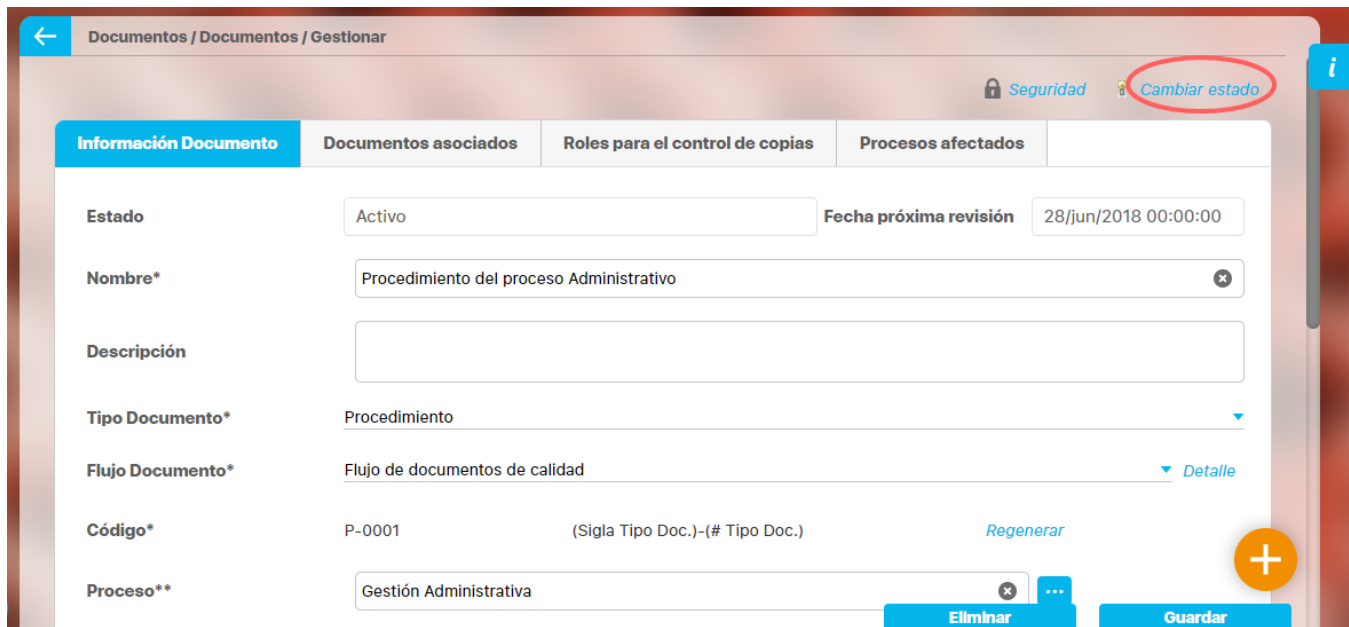 Documentos / Documentos / Gestionar
i
Seguridad Cambiar estado
Información Documento Documentos asociados Roles para el control de copias Procesos afectados
Estado Activo Fecha próxima revisión 28/jun/2018 00:00:00
Nombre* Procedimiento del proceso Administrativo
Descripción
Tipo Documento* Procedimiento
Flujo Documento* Flujo de documentos de calidad Detalle
Código* P-0001 (Sigla Tipo Doc.)-(# Tipo Doc.) Regenerar
Proceso** Gestión Administrativa ...
Eliminar Guardar